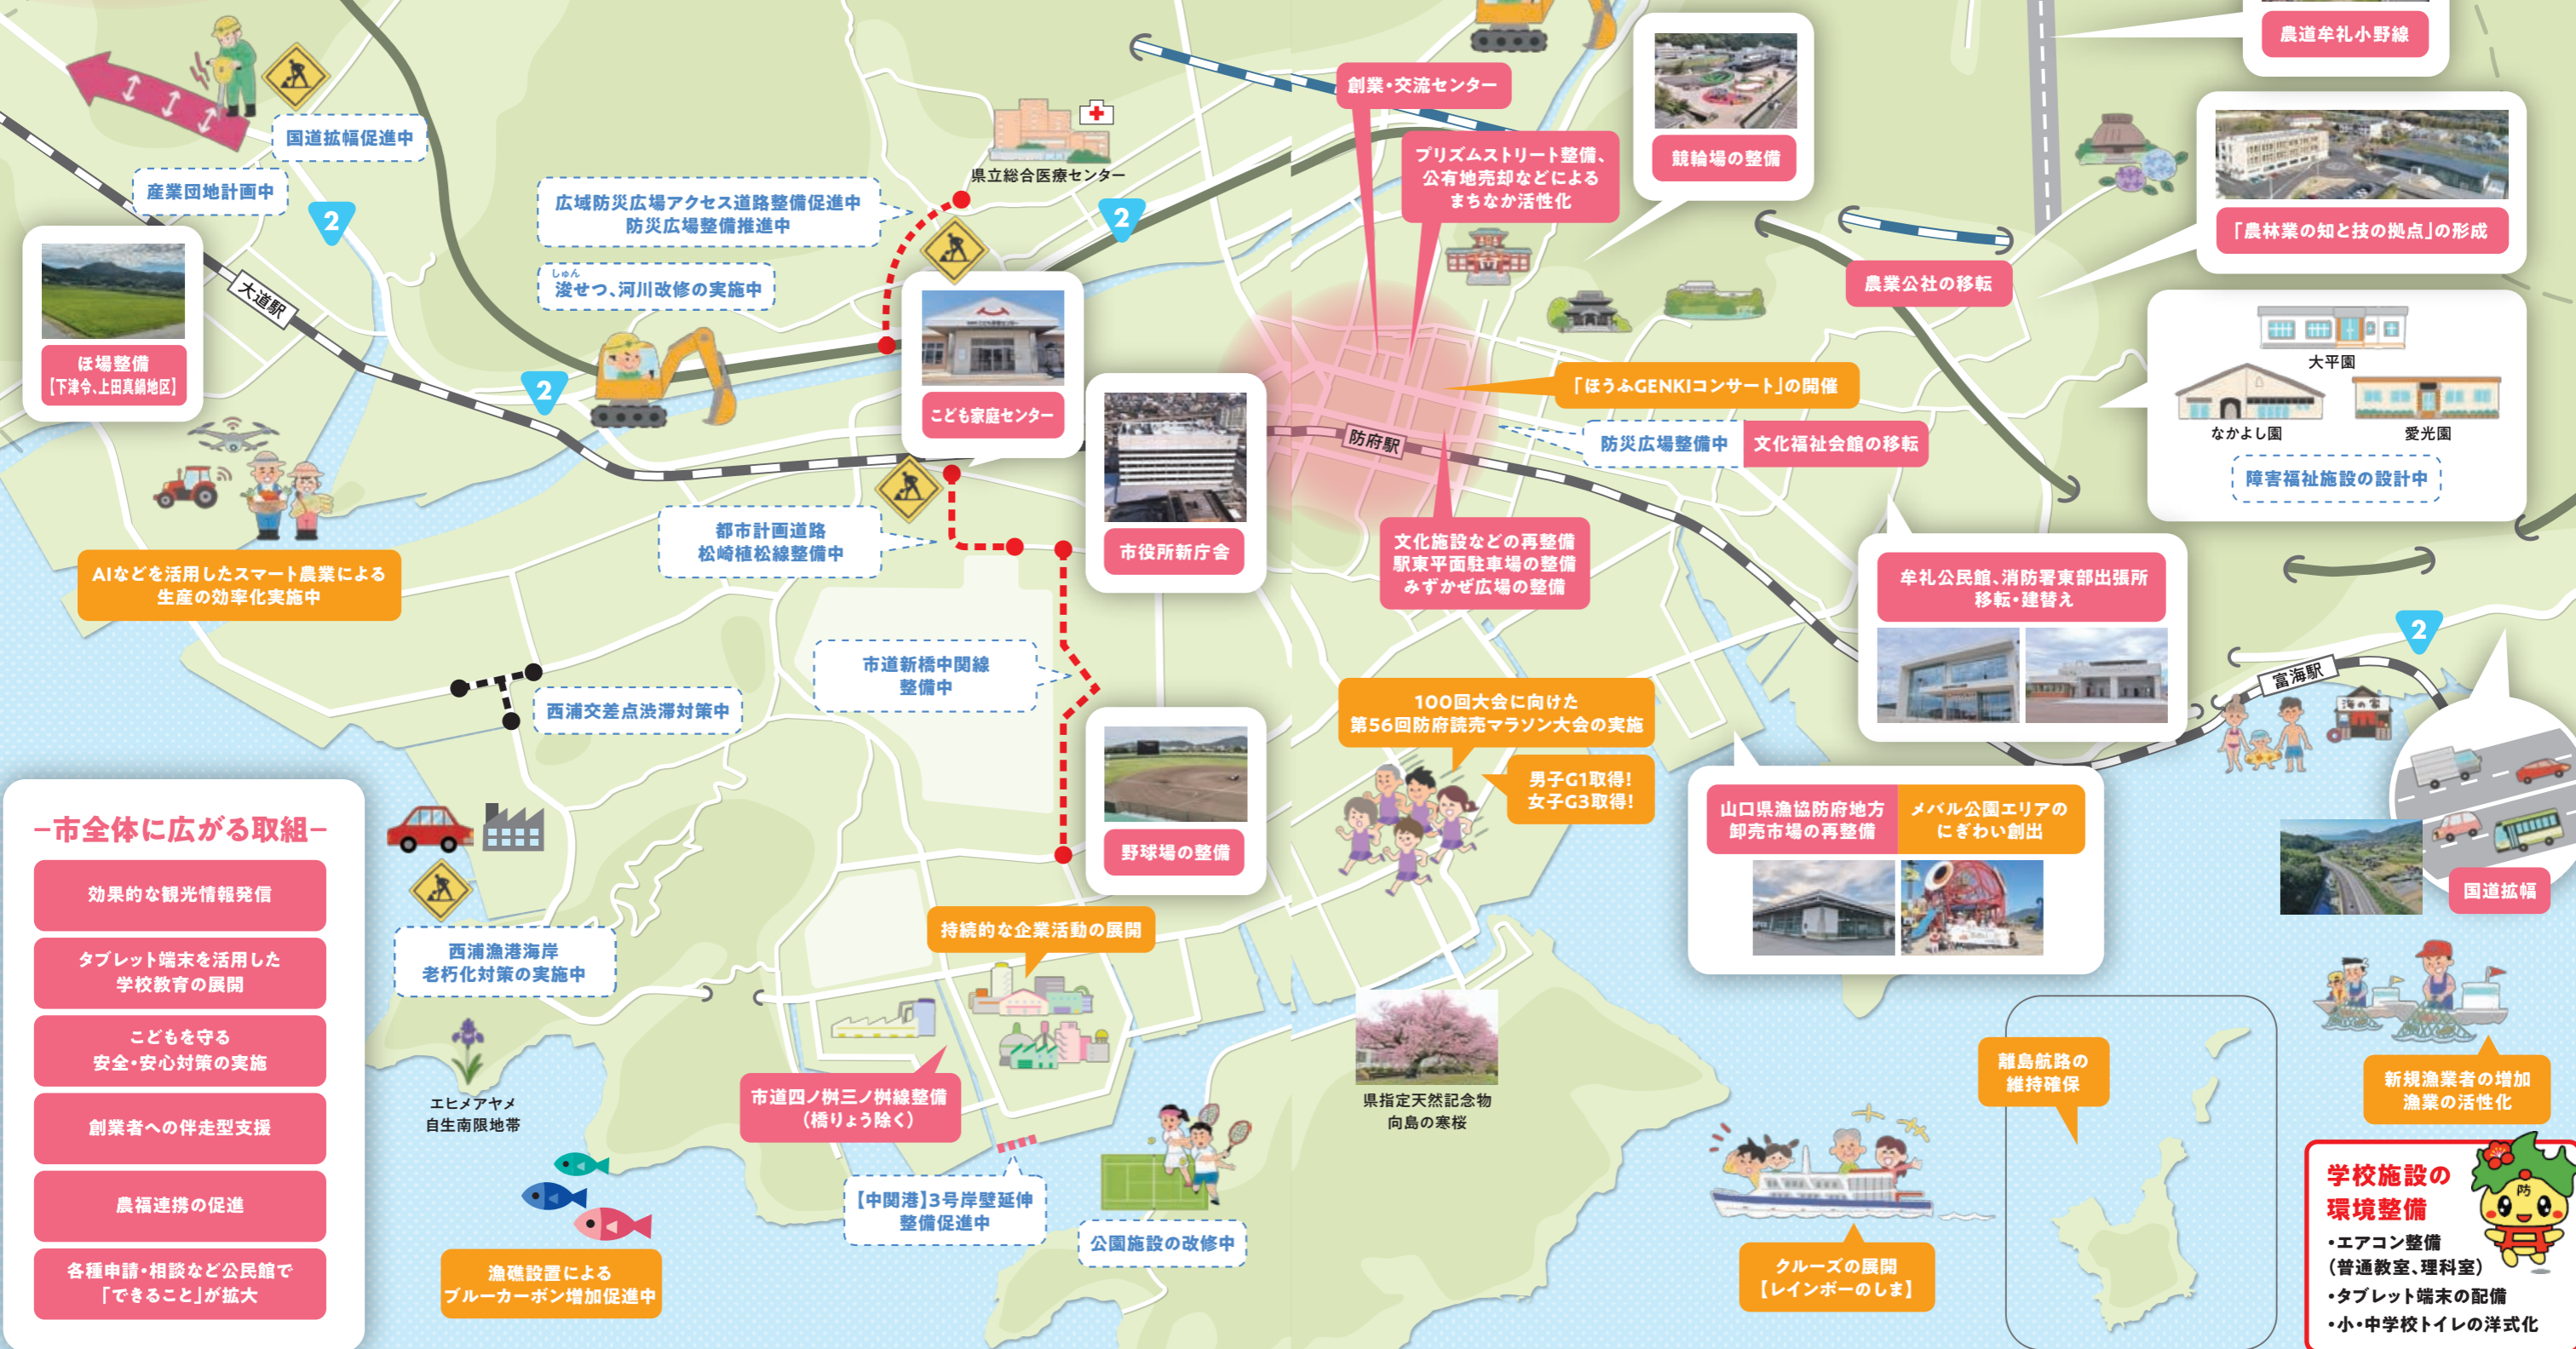 農道牟礼小野線
創業・交流センター
プリズムストリート整備、
公有地売却などによる
まちなか活性化
競輪場の整備
国道拡幅促進中
産業団地計画中
2
県立総合医療センター
2
広域防災広場アクセス道路整備促進中
防災広場整備推進中
しゅん
浚せつ、河川改修の実施中
「農林業の知と技の拠点」の形成
農業公社の移転
大道駅
ほ場整備
【下津令、上田真鍋地区】
2
こども家庭センター
大平園
なかよし園
愛光園
障害福祉施設の設計中
「ほうふGENKIコンサート」の開催
防府駅
防災広場整備中
文化福祉会館の移転
市役所新庁舎
都市計画道路
松崎植松線整備中
文化施設などの再整備
駅東平面駐車場の整備
みずかぜ広場の整備
AIなどを活用したスマート農業による
生産の効率化実施中
牟礼公民館、消防署東部出張所
移転・建替え
2
富海駅
海の家
市道新橋中関線
整備中
西浦交差点渋滞対策中
100回大会に向けた
第56回防府読売マラソン大会の実施
男子G1取得!
女子G3取得!
野球場の整備
山口県漁協防府地方
卸売市場の再整備
メバル公園エリアの
にぎわい創出
国道拡幅
−市全体に広がる取組−
効果的な観光情報発信
タブレット端末を活用した
学校教育の展開
こどもを守る
安全・安心対策の実施
創業者への伴走型支援
農福連携の促進
各種申請・相談など公民館で
「できること」が拡大
西浦漁港海岸
老朽化対策の実施中
持続的な企業活動の展開
エヒメアヤメ
自生南限地帯
市道四ノ桝三ノ桝線整備
(橋りょう除く)
県指定天然記念物
向島の寒桜
離島航路の
維持確保
新規漁業者の増加
漁業の活性化
【中関港】3号岸壁延伸
整備促進中
公園施設の改修中
漁礁設置による
ブルーカーボン増加促進中
クルーズの展開
【レインボーのしま】
学校施設の
環境整備
防
・エアコン整備
(普通教室、理科室)
・タブレット端末の配備
・小・中学校トイレの洋式化